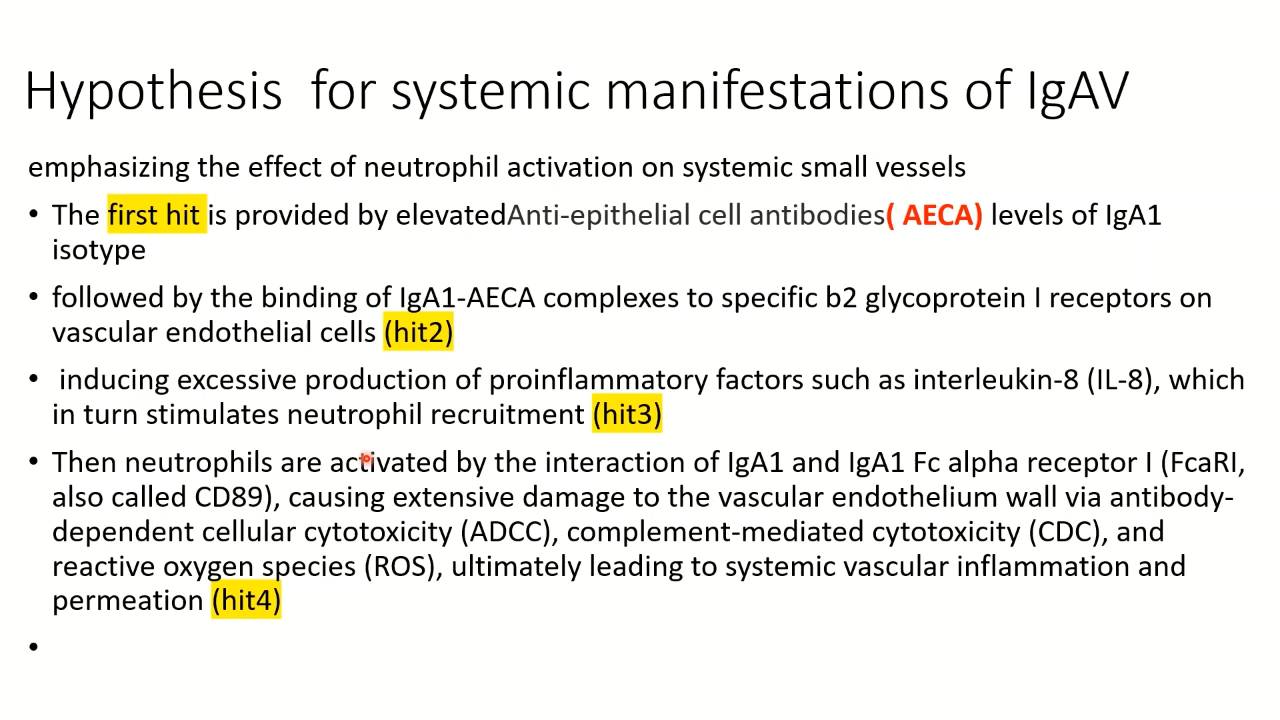 Hypothesis  for systemic manifestations of IgAV
emphasizing the effect of neutrophil activation on systemic small vessels
• The first hit is provided by elevatedAnti-epithelial cell antibodies( AECA) levels of IgA1
isotype
• followed by the binding of IgA1-AECA complexes to specific b2 glycoprotein I receptors on
vascular endothelial cells (hit2)
•  inducing excessive production of proinflammatory factors such as interleukin-8 (IL-8), which
in turn stimulates neutrophil recruitment (hit3)
• Then neutrophils are activated by the interaction of IgA1 and IgA1 Fc alpha receptor I (FcaRI,
also called CD89), causing extensive damage to the vascular endothelium wall via antibody-
dependent cellular cytotoxicity (ADCC), complement-mediated cytotoxicity (CDC), and
reactive oxygen species (ROS), ultimately leading to systemic vascular inflammation and
permeation (hit4)
•